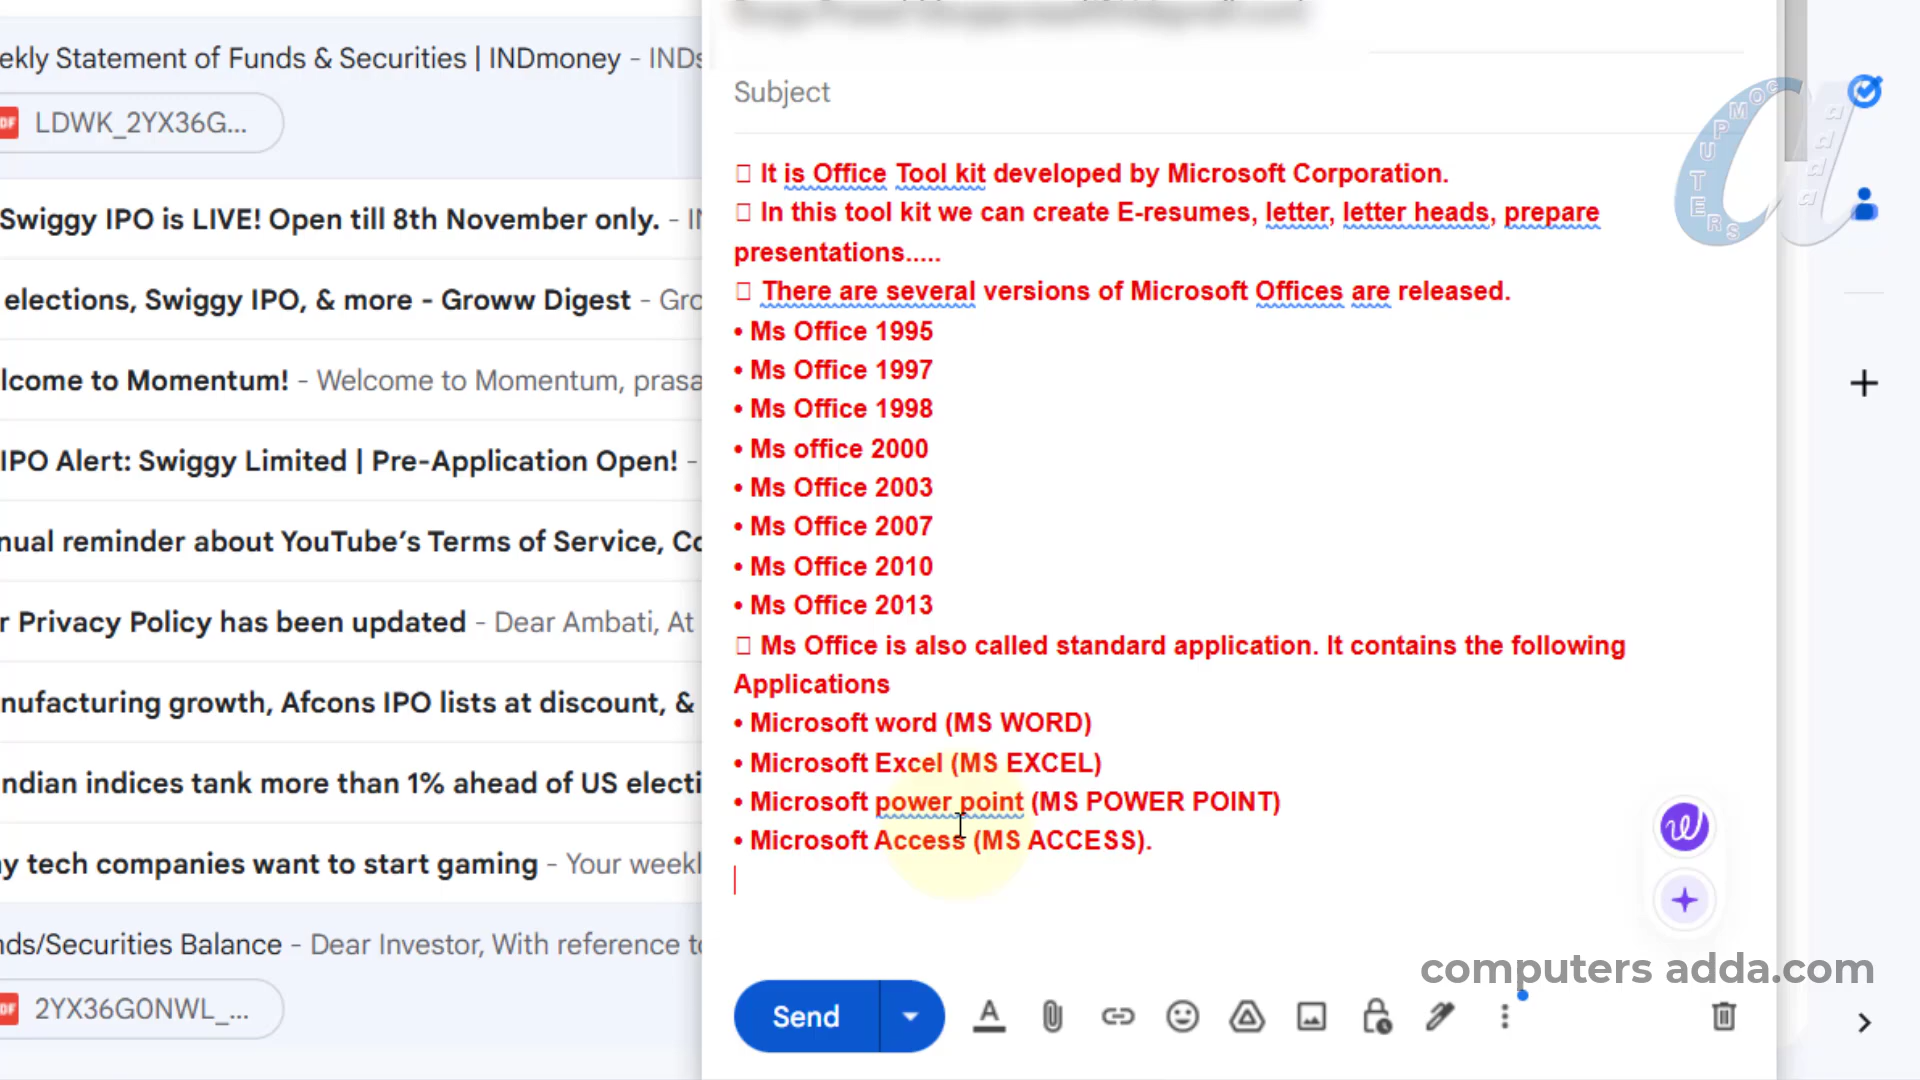 ekly Statement of Funds & Securities | INDmoney - INDs
LDWK_2YX36G...
Swiggy IPO is LIVE! Open till 8th November only. - IN
elections, Swiggy IPO, & more - Groww Digest - Gro
lcome to Momentum! - Welcome to Momentum, prasa
IPO Alert: Swiggy Limited | Pre-Application Open! -
nual reminder about YouTube's Terms of Service, Co
r Privacy Policy has been updated - Dear Ambati, At
nufacturing growth, Afcons IPO lists at discount, &
ndian indices tank more than 1% ahead of US electi
ny tech companies want to start gaming - Your weekl
nds/Securities Balance - Dear Investor, With reference to
2YX36G0NWL_...
Subject
It is Office Tool kit developed by Microsoft Corporation.
In this tool kit we can create E-resumes, letter, letter heads, prepare
presentations.....
There are several versions of Microsoft Offices are released.
• Ms Office 1995
• Ms Office 1997
• Ms Office 1998
• Ms office 2000
• Ms Office 2003
• Ms Office 2007
• Ms Office 2010
• Ms Office 2013
Ms Office is also called standard application. It contains the following
Applications
• Microsoft word (MS WORD)
• Microsoft Excel (MS EXCEL)
• Microsoft power point (MS POWER POINT)
• Microsoft Access (MS ACCESS).
Send
COMPUTERS
adda
computers adda.com